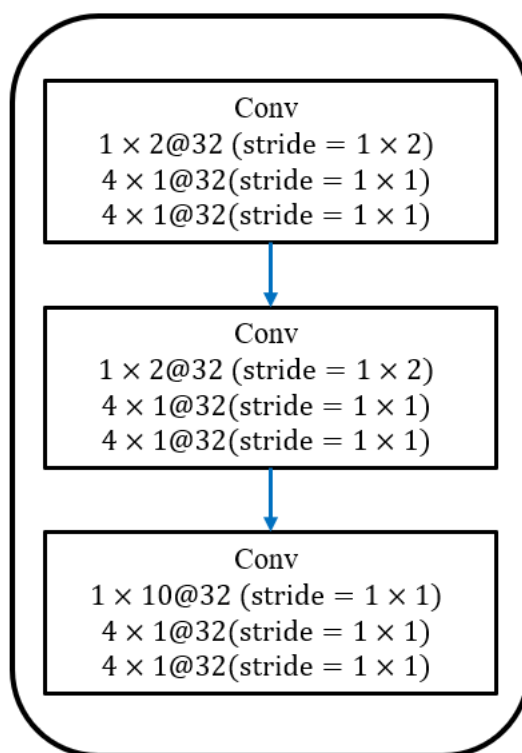 Conv
1 × 2@32 (stride = 1 × 2)
4 × 1@32(stride = 1 × 1)
4 × 1@32(stride = 1 × 1)
Conv
1 × 2@32 (stride = 1 × 2)
4 × 1@32(stride = 1 × 1)
4 × 1@32(stride = 1 × 1)
Conv
1 × 10@32 (stride = 1 × 1)
4 × 1@32(stride = 1 × 1)
4 × 1@32(stride = 1 × 1)